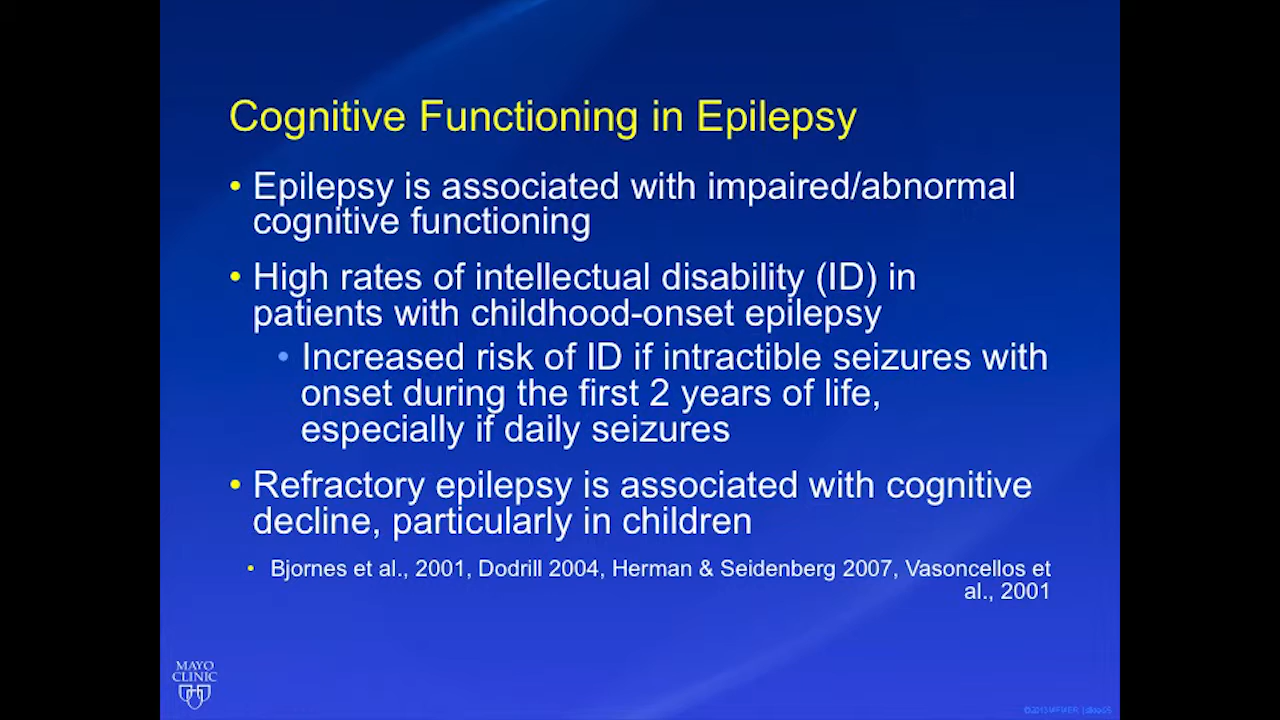 Cognitive Functioning in Epilepsy
• Epilepsy is associated with impaired/abnormal
cognitive functioning
• High rates of intellectual disability (ID) in
patients with childhood-onset epilepsy
• Increased risk of ID if intractible seizures with
onset during the first 2 years of life,
especially if daily seizures
• Refractory epilepsy is associated with cognitive
decline, particularly in children
• Bjornes et al., 2001, Dodrill 2004, Herman & Seidenberg 2007, Vasoncellos et
al., 2001
MAYO
CLINIC